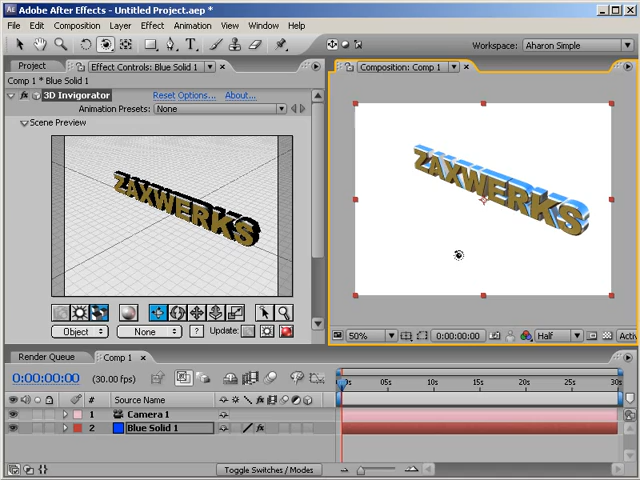 Adobe After Effects - Untitled Project.aep *
File Edit Composition Layer Effect Animation View Window Help
Workspace: Aharon Simple
Project Effect Controls: Blue Solid 1
Composition: Comp 1
Comp 1 * Blue Solid 1
3D Invigorator Reset Options... About...
Animation Presets: None
Scene Preview
ZAXWERKS
ZAXWERKS
Object None ? Update:
50% 0:00:00:00 Half Activ
Render Queue Comp 1
0:00:00:00 (30.00 fps)
05s 10s 15s 20s 25s 30s
# Source Name
1 Camera 1
2 Blue Solid 1
Toggle Switches / Modes